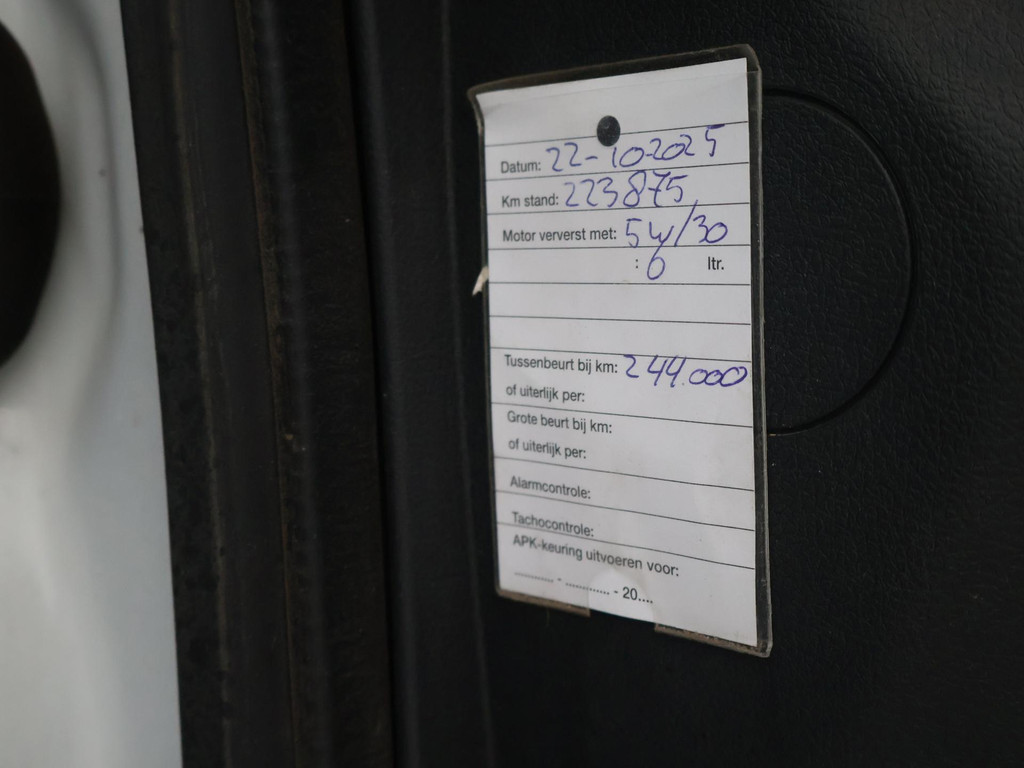 Datum: 22-10-2025
Km stand: 223875
Motor ververst met: 5W/30
: 6 ltr.
Tussenbeurt bij km: 244.000
of uiterlijk per:
Grote beurt bij km:
of uiterlijk per:
Alarmcontrole:
Tachocontrole:
APK-keuring uitvoeren voor:
........... - ............. - 20....